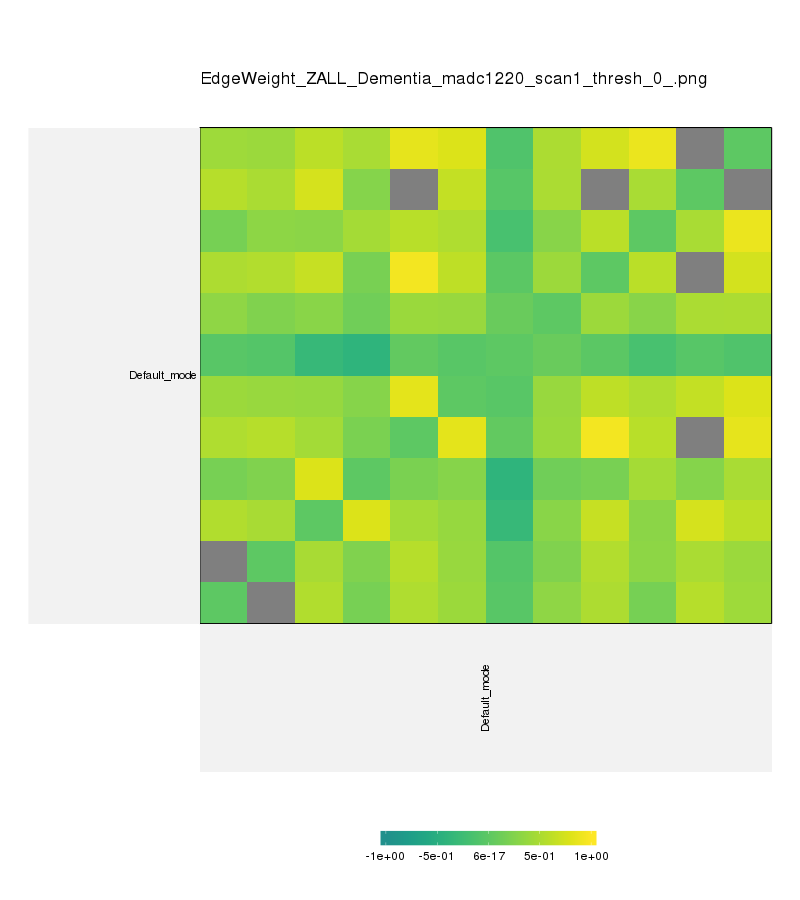 EdgeWeight_ZALL_Dementia_madc1220_scan1_thresh_0_.png
Default_mode
Default_mode
-1e+00 -5e-01 6e-17 5e-01 1e+00